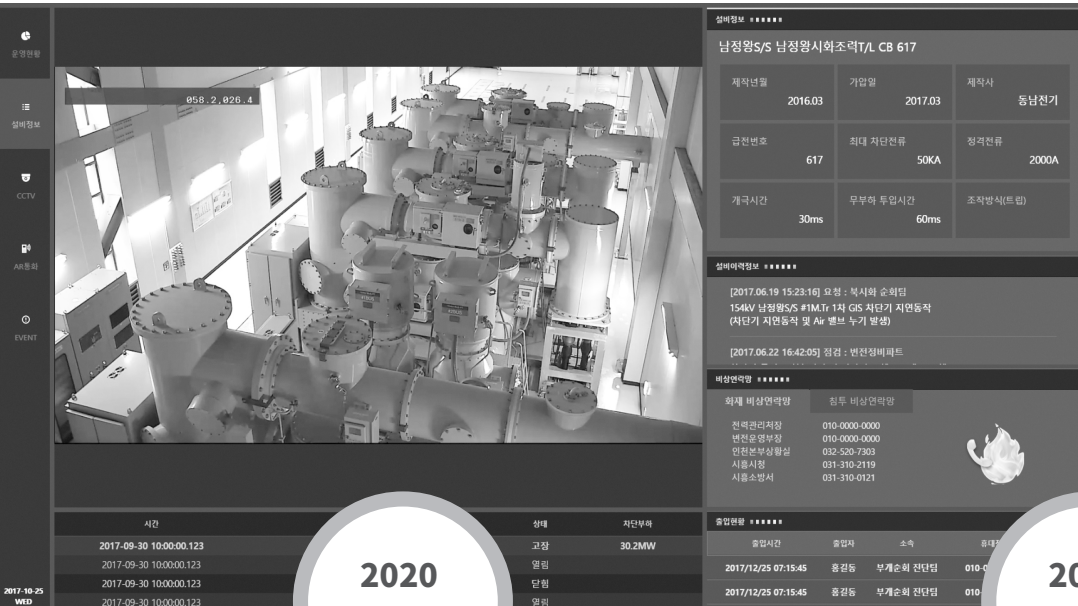 운영현황
설비정보
CCTV
AR통화
EVENT
2017-10-25
WED
058.2,026.4
시간 상태 차단부하
2017-09-30 10:00:00.123 고장 30.2MW
2017-09-30 10:00:00.123 열림
2017-09-30 10:00:00.123 닫힘
2017-09-30 10:00:00.123 열림
2020
설비정보
남정왕S/S 남정왕시화조력T/L CB 617
제작년월 가압일 제작사
2016.03 2017.03 동남전기
급전번호 최대 차단전류 정격전류
617 50KA 2000A
개극시간 무부하 투입시간 조작방식(트립)
30ms 60ms
설비이력정보
[2017.06.19 15:23:16] 요청 : 북시화 순회팀
154kV 남정왕S/S #1M.Tr 1차 GIS 차단기 지연동작
(차단기 지연동작 및 Air 밸브 누기 발생)
[2017.06.22 16:42:05] 점검 : 변전정비파트
비상연락망
화재 비상연락망 침투 비상연락망
전력관리처장 010-0000-0000
변전운영부장 010-0000-0000
인천본부상황실 032-520-7303
시흥시청 031-310-2119
시흥소방서 031-310-0121
출입현황
출입시간 출입자 소속
2017/12/25 07:15:45 홍길동 부개순회 진단팀
2017/12/25 07:15:45 홍길동 부개순회 진단팀